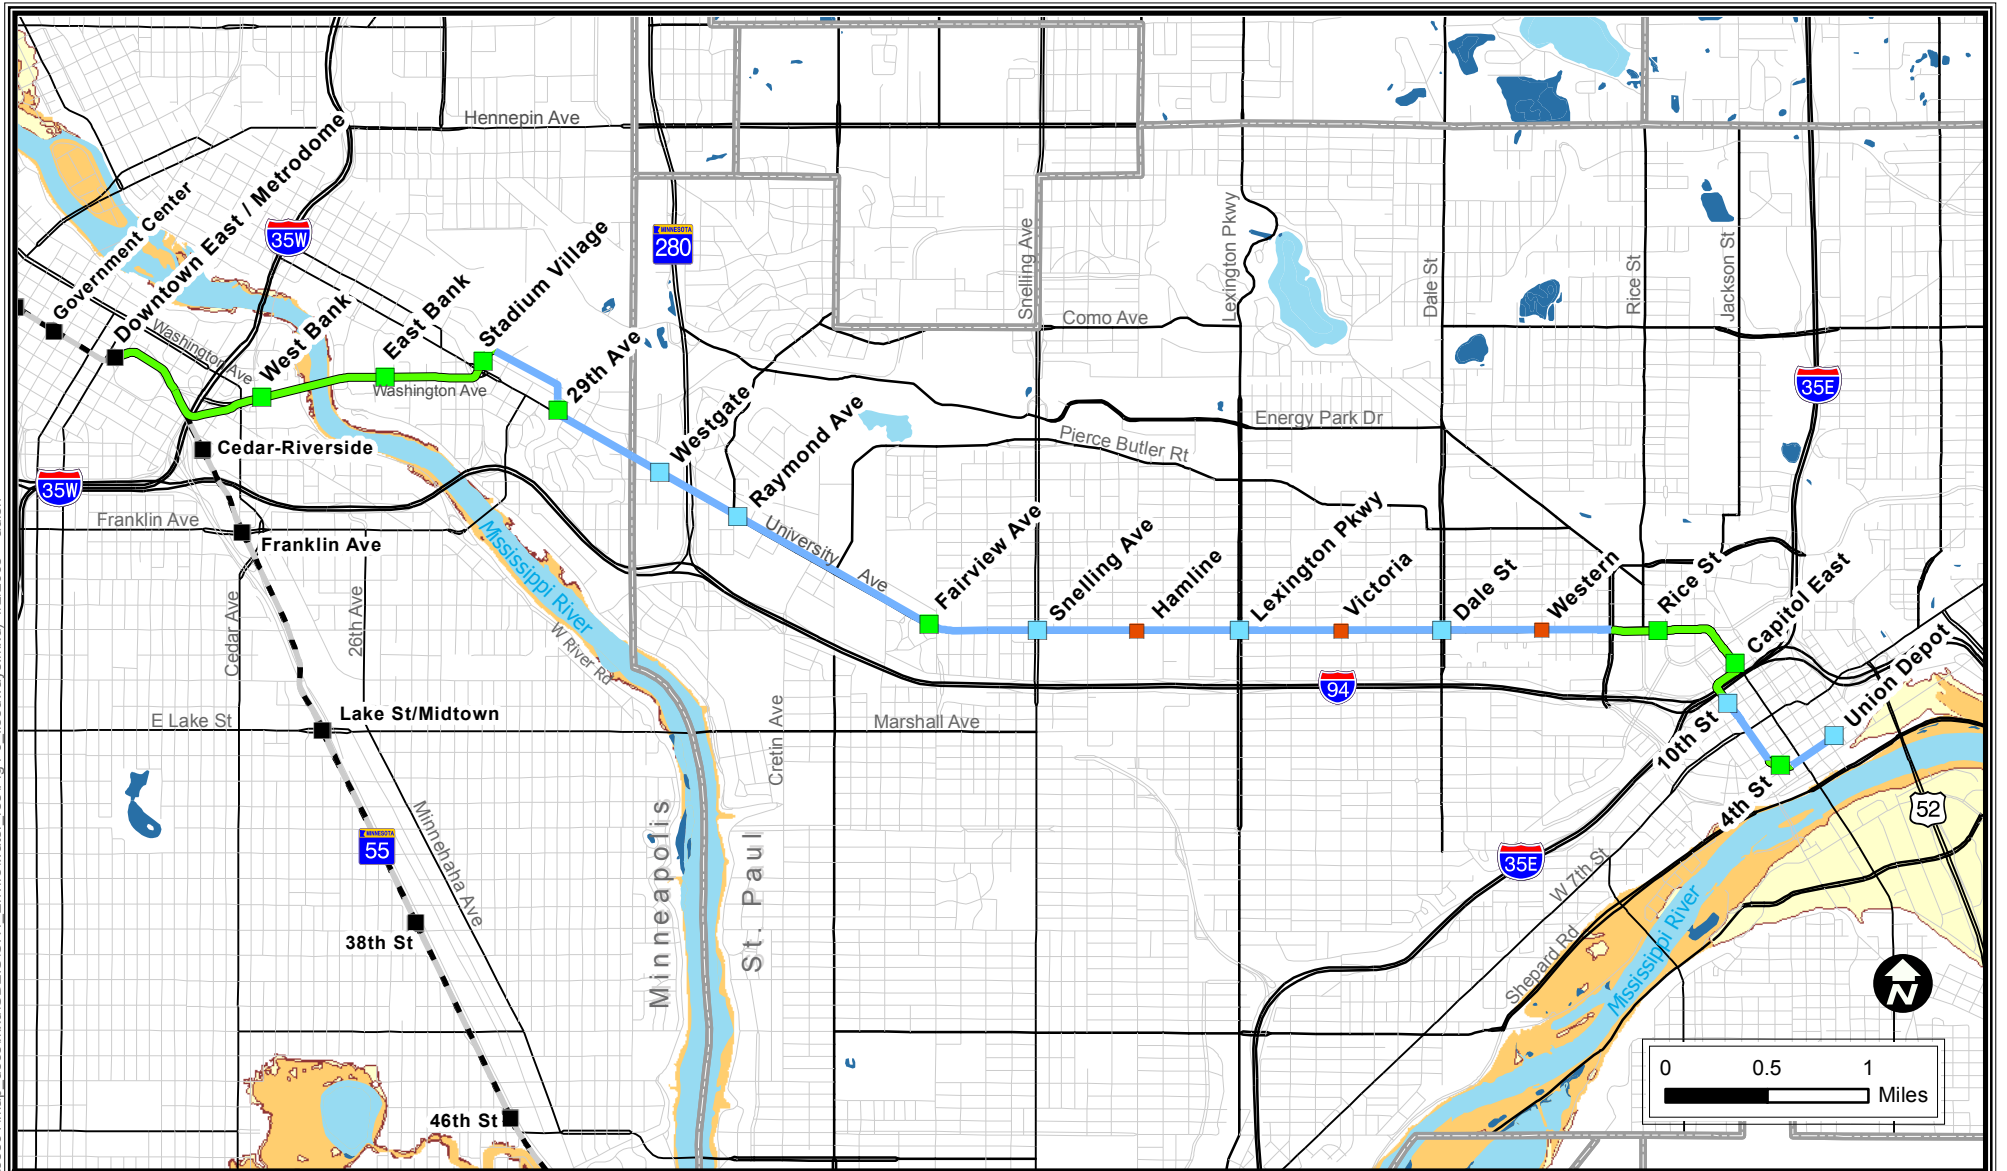 Hennepin Ave
Government Center
Downtown East / Metrodome
35W
MINNESOTA
280
Snelling Ave
Lexington Pkwy
Dale St
Rice St
Jackson St
West Bank
East Bank
Stadium Village
29th Ave
Washington Ave
Washington Ave
Como Ave
35E
Westgate
Raymond Ave
Energy Park Dr
Pierce Butler Rt
Cedar-Riverside
35W
Franklin Ave
Franklin Ave
Mississippi River
University Ave
Fairview Ave
Snelling Ave
Hamline
Lexington Pkwy
Victoria
Dale St
Western
Rice St
Capitol East
Union Depot
Cedar Ave
26th Ave
W River Rd
94
E Lake St
Lake St/Midtown
Cretin Ave
Marshall Ave
10th St
4th St
52
MINNESOTA
55
Minnehaha Ave
Minneapolis
St. Paul
35E
W 7th St
Shepard Rd
Mississippi River
38th St
N
46th St
0 0.5 1
Miles